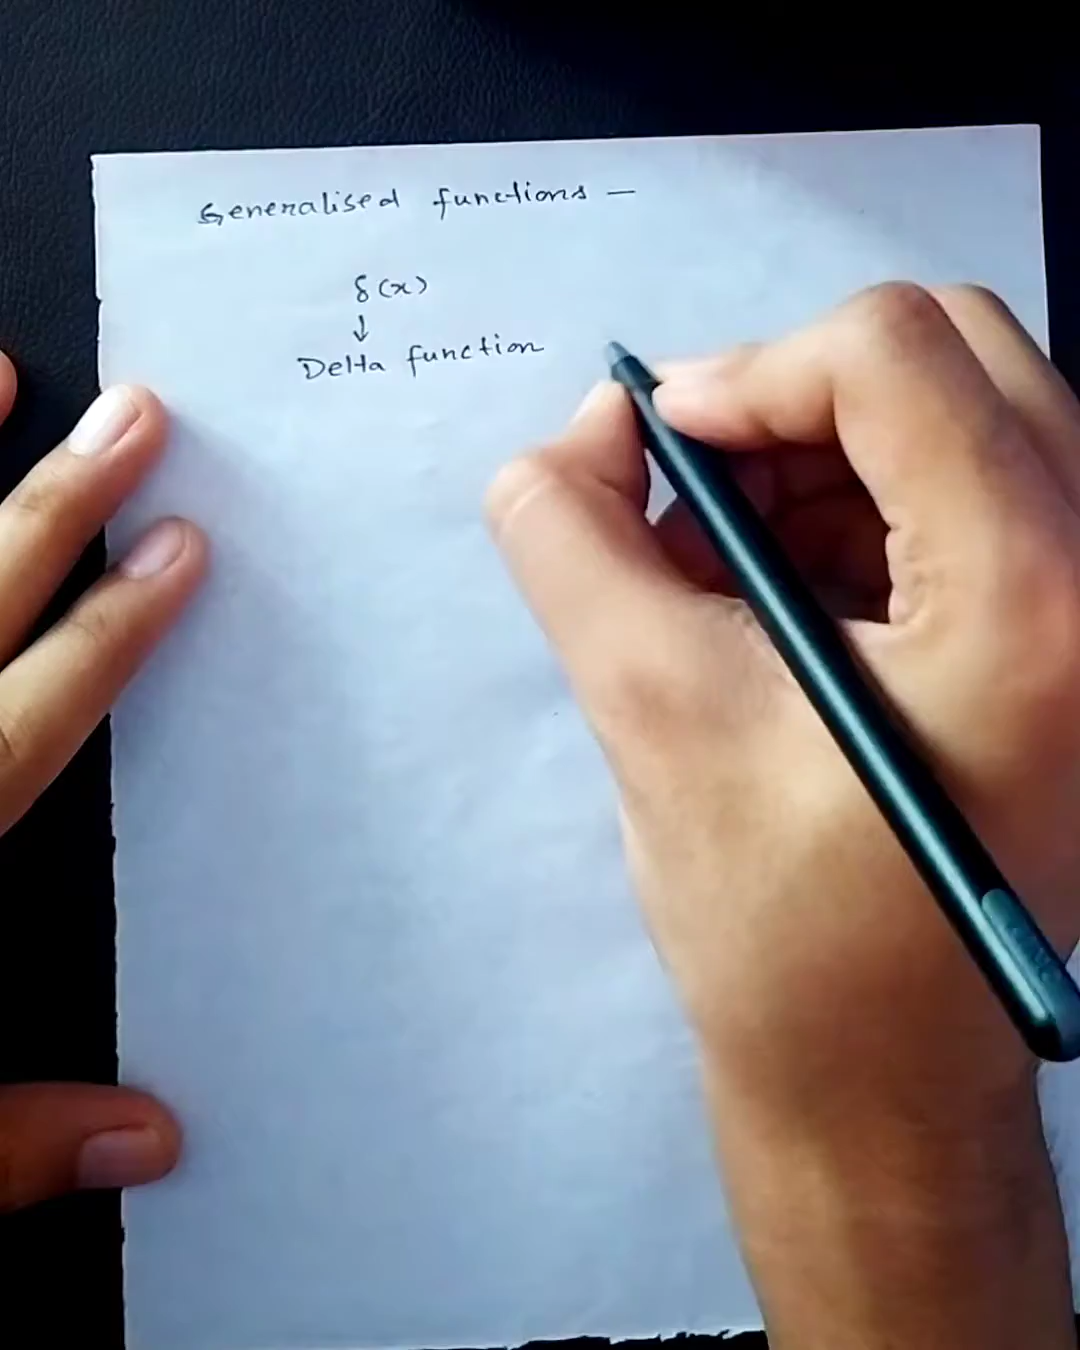 Generalised functions —
δ(x)
↓
Delta function